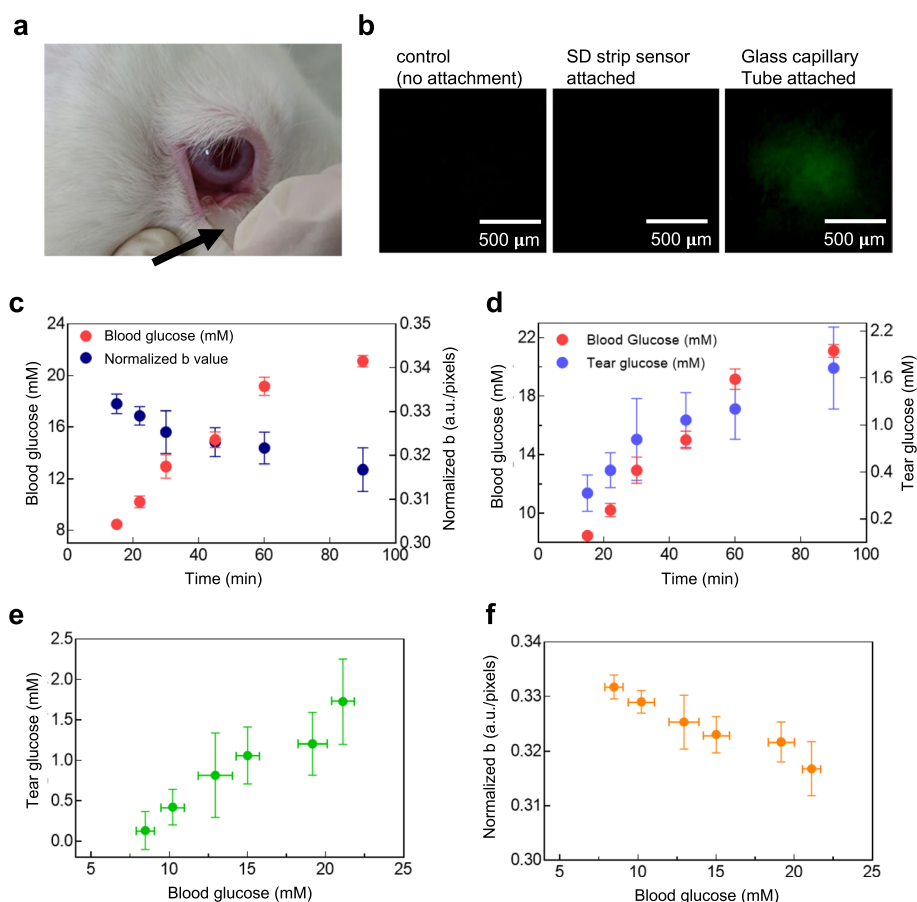 a
b
control
(no attachment)
SD strip sensor
attached
Glass capillary
Tube attached
500 μm
500 μm
500 μm
c
24
20
16
12
8
Blood glucose (mM)
Blood glucose (mM)
Normalized b value
0.35
0.34
0.33
0.32
0.31
0.30
Normalized b (a.u./pixels)
0
20
40
60
80
100
Time (min)
d
22
18
14
10
Blood glucose (mM)
Blood Glucose (mM)
Tear glucose (mM)
2.2
1.6
1.0
0.4
0.2
Tear glucose (mM)
0
20
40
60
80
100
Time (min)
e
2.5
2.0
1.5
1.0
0.5
0.0
Tear glucose (mM)
5
10
15
20
25
Blood glucose (mM)
f
0.34
0.33
0.32
0.31
0.30
Normalized b (a.u./pixels)
5
10
15
20
25
Blood glucose (mM)